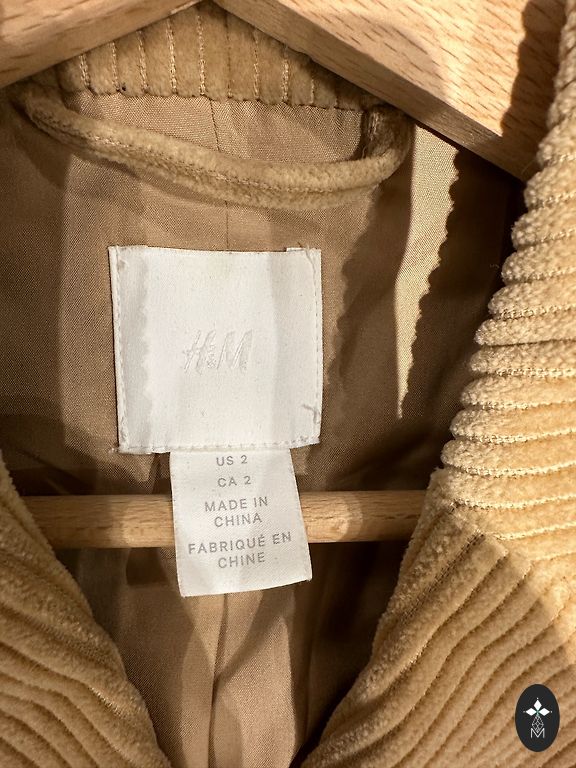 H&M
US 2
CA 2
MADE IN
CHINA
FABRIQUÉ EN
CHINE
M